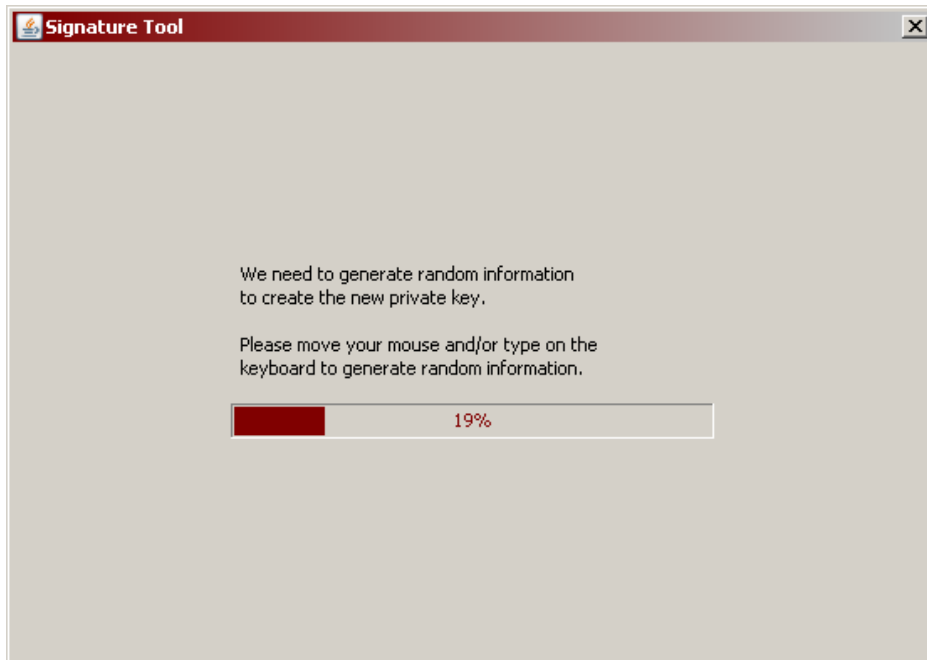 Signature Tool
We need to generate random information
to create the new private key.
Please move your mouse and/or type on the
keyboard to generate random information.
19%